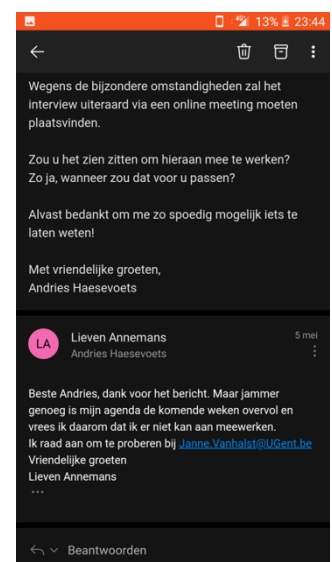 4G 13% 23:44
Wegens de bijzondere omstandigheden zal het
interview uiteraard via een online meeting moeten
plaatsvinden.
Zou u het zien zitten om hieraan mee te werken?
Zo ja, wanneer zou dat voor u passen?
Alvast bedankt om me zo spoedig mogelijk iets te
laten weten!
Met vriendelijke groeten,
Andries Haesevoets
LA
Lieven Annemans
5 mei
Andries Haesevoets
Beste Andries, dank voor het bericht. Maar jammer
genoeg is mijn agenda de komende weken overvol en
vrees ik daarom dat ik er niet kan aan meewerken.
Ik raad aan om te proberen bij Janne.Vanhalst@UGent.be
Vriendelijke groeten
Lieven Annemans
Beantwoorden